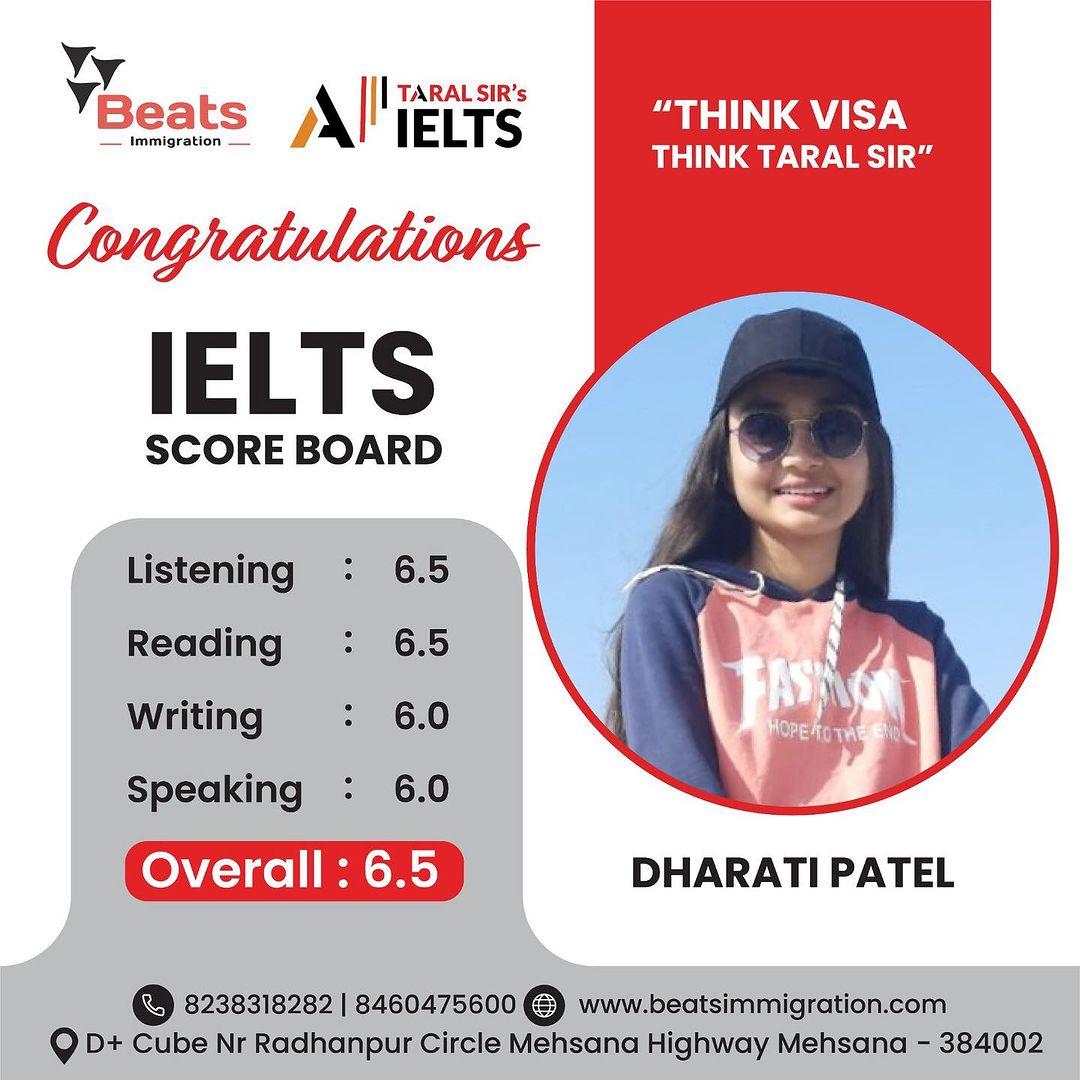 Beats
Immigration
A
TARAL SIR's
IELTS
“THINK VISA
THINK TARAL SIR”
Congratulations
IELTS
SCORE BOARD
Listening : 6.5
Reading : 6.5
Writing : 6.0
Speaking : 6.0
Overall : 6.5
FASHION
HOPE TO THE END
DHARATI PATEL
8238318282 | 8460475600 www.beatsimmigration.com
D+ Cube Nr Radhanpur Circle Mehsana Highway Mehsana - 384002